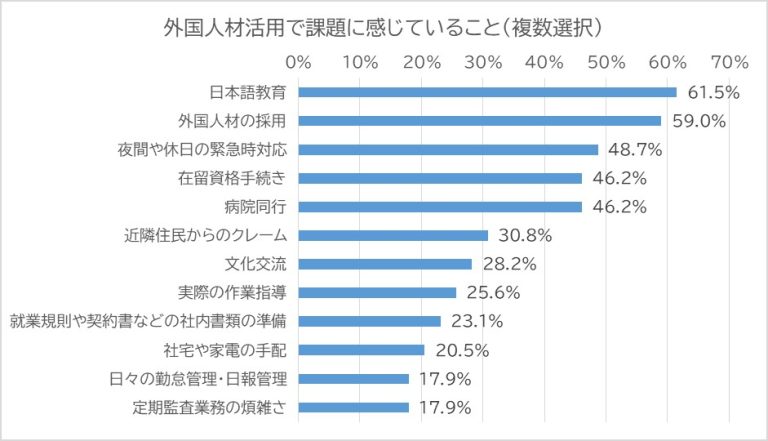 外国人材活用で課題に感じていること（複数選択）
0% 10% 20% 30% 40% 50% 60% 70%
日本語教育 61.5%
外国人材の採用 59.0%
夜間や休日の緊急時対応 48.7%
在留資格手続き 46.2%
病院同行 46.2%
近隣住民からのクレーム 30.8%
文化交流 28.2%
実際の作業指導 25.6%
就業規則や契約書などの社内書類の準備 23.1%
社宅や家電の手配 20.5%
日々の勤怠管理・日報管理 17.9%
定期監査業務の煩雑さ 17.9%